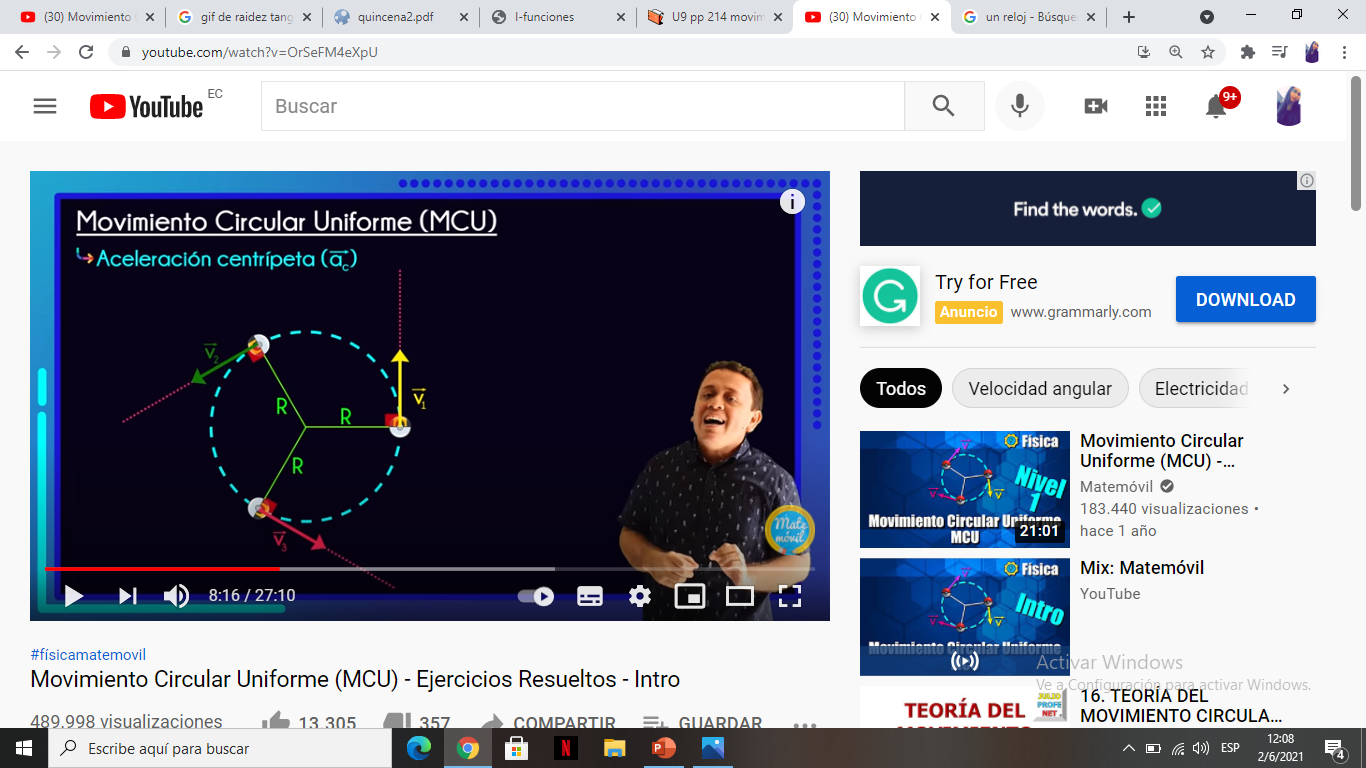 (30) Movimiento C
gif de raidez tang
quincena2.pdf
I-funciones
U9 pp 214 movim
(30) Movimiento C
un reloj - Búsque
youtube.com/watch?v=OrSeFM4eXpU
YouTube EC
Buscar
9+
Movimiento Circular Uniforme (MCU)
Aceleración centrípeta (a⃗c)
v⃗2
v⃗1
R
R
R
v⃗3
Mate
móvil
8:16 / 27:10
#físicamatemovil
Movimiento Circular Uniforme (MCU) - Ejercicios Resueltos - Intro
489.998 visualizaciones
13.305
357
COMPARTIR
GUARDAR
Find the words.
Try for Free
Anuncio www.grammarly.com
DOWNLOAD
Todos
Velocidad angular
Electricidad
Física
Nivel
1
Movimiento Circular Uniforme
MCU
21:01
Movimiento Circular
Uniforme (MCU) -...
Matemóvil
183.440 visualizaciones •
hace 1 año
Física
Intro
Movimiento Circular Uniforme
Mix: Matemóvil
YouTube
Activar Windows
Ve a Configuración para activar Windows.
TEORÍA DEL
MOVIMIENTO
JULIO
PROFE
NET
16. TEORÍA DEL
MOVIMIENTO CIRCULA...
Escribe aquí para buscar
ESP
12:08
2/6/2021
4